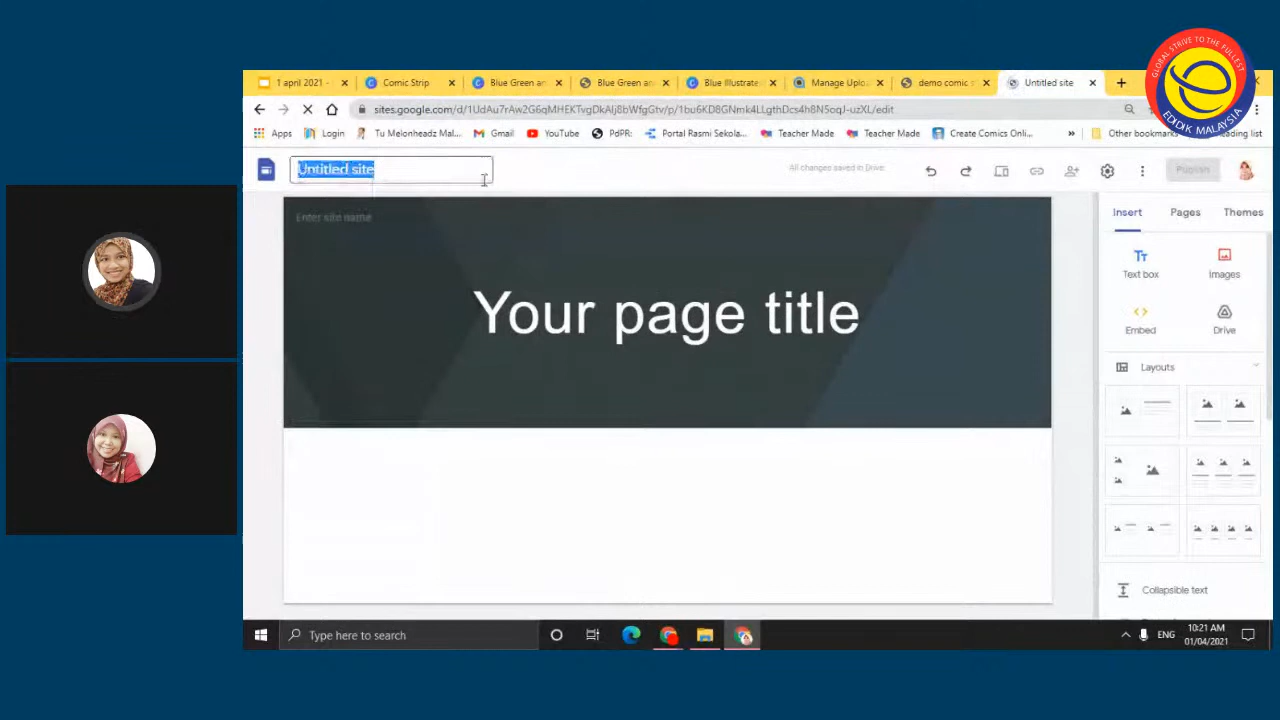 GLOBAL STRIVE TO THE FULLEST
EDIDIK MALAYSIA
1 april 2021 -
Comic Strip
Blue Green an
Blue Green an
Blue Illustrate
Manage Uplo
demo comic s
Untitled site
sites.google.com/d/1UdAu7rAw2G6qMHEKTvgDkAlj8bWfgGtv/p/1bu6KD8GNmk4LLgthDcs4h8N5oqJ-uzXL/edit
Apps
Login
Tu Melonheadz Mal...
Gmail
YouTube
PdPR:
Portal Rasmi Sekola...
Teacher Made
Teacher Made
Create Comics Onli...
»
Other bookmarks
ding list
Untitled site
All changes saved in Drive
Publish
Enter site name
Your page title
Insert
Pages
Themes
Text box
Images
Embed
Drive
Layouts
Collapsible text
Type here to search
ENG
10:21 AM
01/04/2021